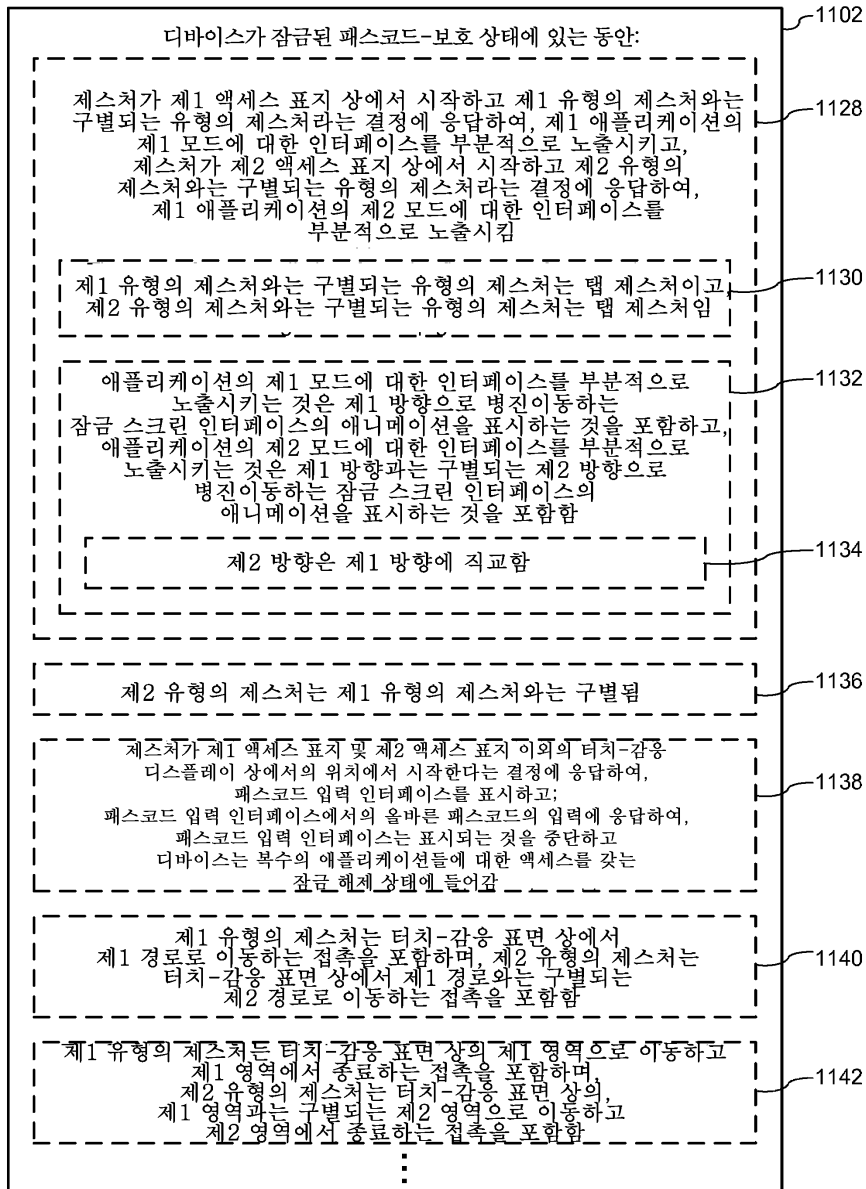 1102
디바이스가 잠금된 패스코드-보호 상태에 있는 동안:
제스처가 제1 액세스 표지 상에서 시작하고 제1 유형의 제스처와는
구별되는 유형의 제스처라는 결정에 응답하여, 제1 애플리케이션의
제1 모드에 대한 인터페이스를 부분적으로 노출시키고,
제스처가 제2 액세스 표지 상에서 시작하고 제2 유형의
제스처와는 구별되는 유형의 제스처라는 결정에 응답하여,
제1 애플리케이션의 제2 모드에 대한 인터페이스를
부분적으로 노출시킴
1128
제1 유형의 제스처와는 구별되는 유형의 제스처는 탭 제스처이고,
제2 유형의 제스처와는 구별되는 유형의 제스처는 탭 제스처임
1130
애플리케이션의 제1 모드에 대한 인터페이스를 부분적으로
노출시키는 것은 제1 방향으로 병진이동하는
잠금 스크린 인터페이스의 애니메이션을 표시하는 것을 포함하고,
애플리케이션의 제2 모드에 대한 인터페이스를 부분적으로
노출시키는 것은 제1 방향과는 구별되는 제2 방향으로
병진이동하는 잠금 스크린 인터페이스의
애니메이션을 표시하는 것을 포함함
1132
제2 방향은 제1 방향에 직교함
1134
제2 유형의 제스처는 제1 유형의 제스처와는 구별됨
1136
제스처가 제1 액세스 표지 및 제2 액세스 표지 이외의 터치-감응
디스플레이 상에서의 위치에서 시작한다는 결정에 응답하여,
패스코드 입력 인터페이스를 표시하고;
패스코드 입력 인터페이스에서의 올바른 패스코드의 입력에 응답하여,
패스코드 입력 인터페이스는 표시되는 것을 중단하고
디바이스는 복수의 애플리케이션들에 대한 액세스를 갖는
잠금 해제 상태에 들어감
1138
제1 유형의 제스처는 터치-감응 표면 상에서
제1 경로로 이동하는 접촉을 포함하며, 제2 유형의 제스처는
터치-감응 표면 상에서 제1 경로와는 구별되는
제2 경로로 이동하는 접촉을 포함함
1140
제1 유형의 제스처는 터치-감응 표면 상의 제1 영역으로 이동하고
제1 영역에서 종료하는 접촉을 포함하며,
제2 유형의 제스처는 터치-감응 표면 상의,
제1 영역과는 구별되는 제2 영역으로 이동하고
제2 영역에서 종료하는 접촉을 포함함
1142